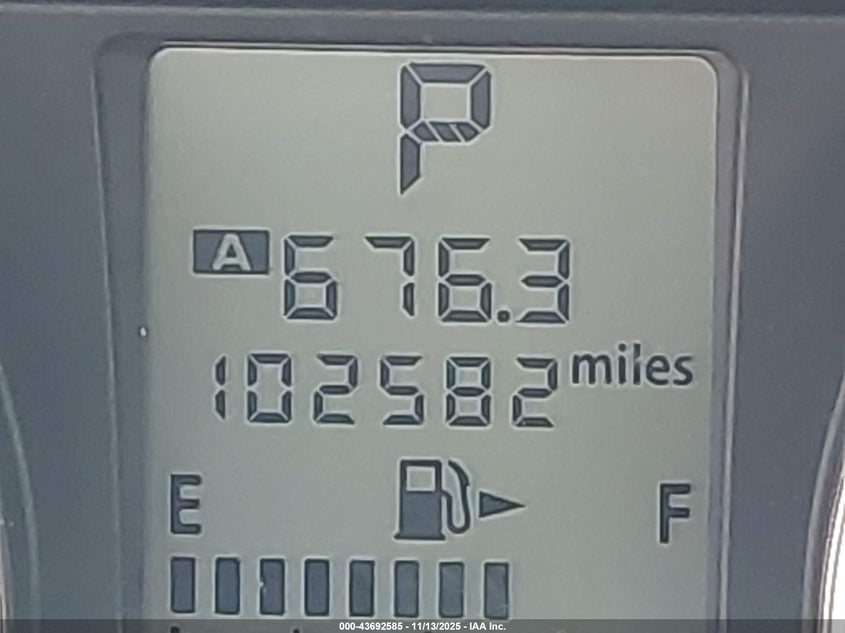 P
A 676.3
102582 miles
E F
000-43692585 - 11/13/2025 - IAA Inc.